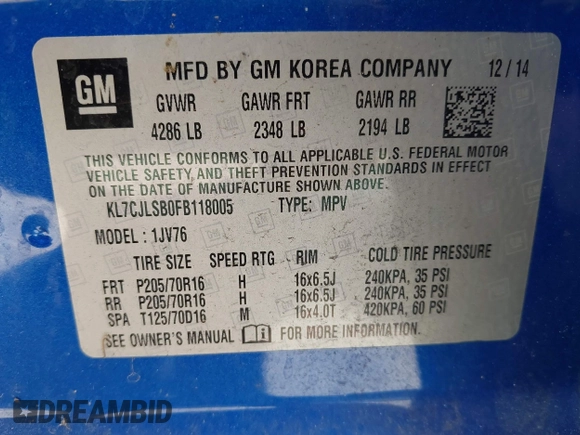 GM
MFD BY GM KOREA COMPANY 12/14
GVWR GAWR FRT GAWR RR
4286 LB 2348 LB 2194 LB
THIS VEHICLE CONFORMS TO ALL APPLICABLE U.S. FEDERAL MOTOR
VEHICLE SAFETY, AND THEFT PREVENTION STANDARDS IN EFFECT
ON THE DATE OF MANUFACTURE SHOWN ABOVE.
KL7CJLSB0FB118005 TYPE: MPV
MODEL: 1JV76
TIRE SIZE SPEED RTG RIM COLD TIRE PRESSURE
FRT P205/70R16 H 16x6.5J 240KPA, 35 PSI
RR P205/70R16 H 16x6.5J 240KPA, 35 PSI
SPA T125/70D16 M 16x4.0T 420KPA, 60 PSI
SEE OWNER'S MANUAL FOR MORE INFORMATION
DREAMBID